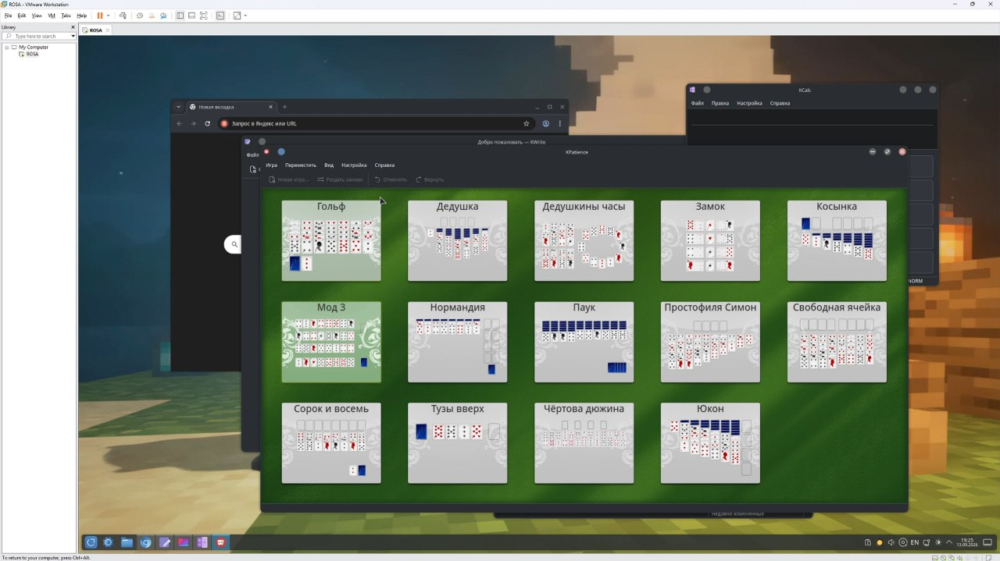 ROSA - VMware Workstation
File Edit View VM Tabs Help
Library
Type here to search
My Computer
ROSA
ROSA
Новая вкладка
Запрос в Яндекс или URL
KCalc
Файл Правка Настройка Справка
Добро пожаловать — KWrite
Файл
KPatience
Игра Переместить Вид Настройка Справка
Новая игра... Раздать заново Отменить Вернуть
Гольф Дедушка Дедушкины часы Замок Косынка
NORM
Мод 3 Нормандия Паук Простофиля Симон Свободная ячейка
Сорок и восемь Тузы вверх Чёртова дюжина Юкон
Недавно изменённые
EN
19:25
13.09.2026
To return to your computer, press Ctrl+Alt.